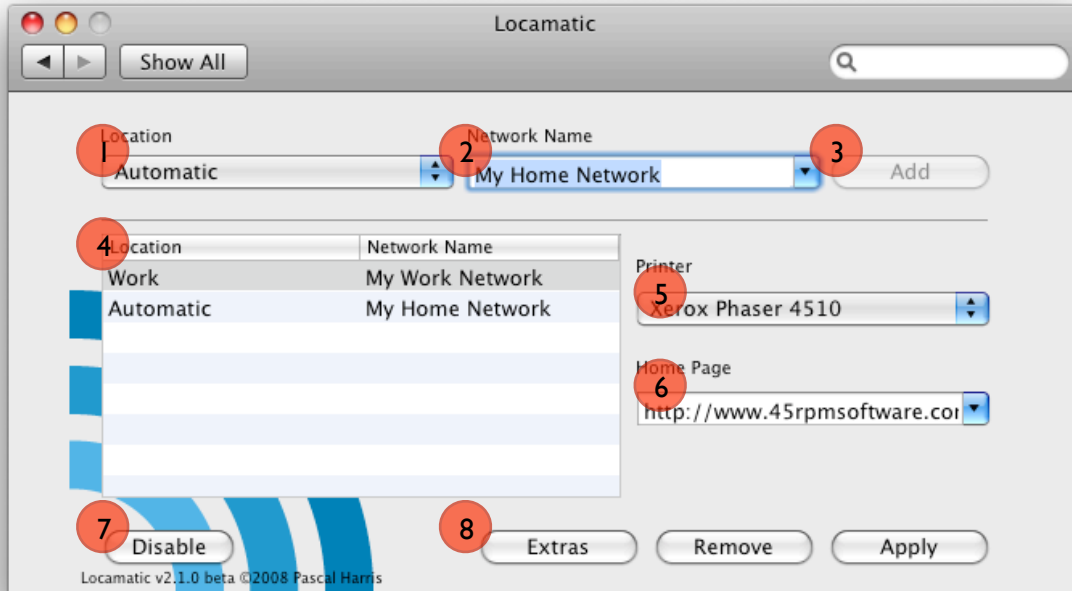 Locamatic
Show All
Location
Network Name
1
2
3
Automatic
My Home Network
Add
4
Location
Network Name
Work
My Work Network
Automatic
My Home Network
Printer
5
Xerox Phaser 4510
Home Page
6
http://www.45rpmsoftware.cor
7
8
Disable
Extras
Remove
Apply
Locamatic v2.1.0 beta ©2008 Pascal Harris